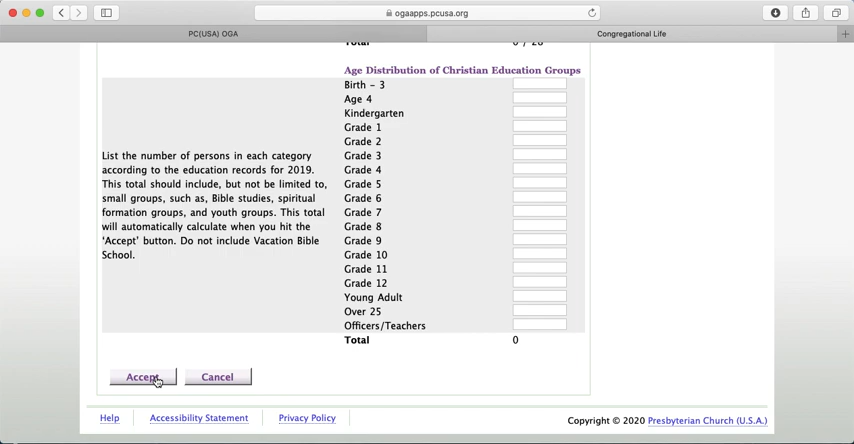 ogaapps.pcusa.org
PC(USA) OGA
Congregational Life
Total 0 / 28
Age Distribution of Christian Education Groups
Birth - 3
Age 4
Kindergarten
Grade 1
Grade 2
Grade 3
Grade 4
Grade 5
Grade 6
Grade 7
Grade 8
Grade 9
Grade 10
Grade 11
Grade 12
Young Adult
Over 25
Officers/Teachers
Total 0
List the number of persons in each category
according to the education records for 2019.
This total should include, but not be limited to,
small groups, such as, Bible studies, spiritual
formation groups, and youth groups. This total
will automatically calculate when you hit the
'Accept' button. Do not include Vacation Bible
School.
Accept Cancel
Help Accessibility Statement Privacy Policy
Copyright © 2020 Presbyterian Church (U.S.A.)